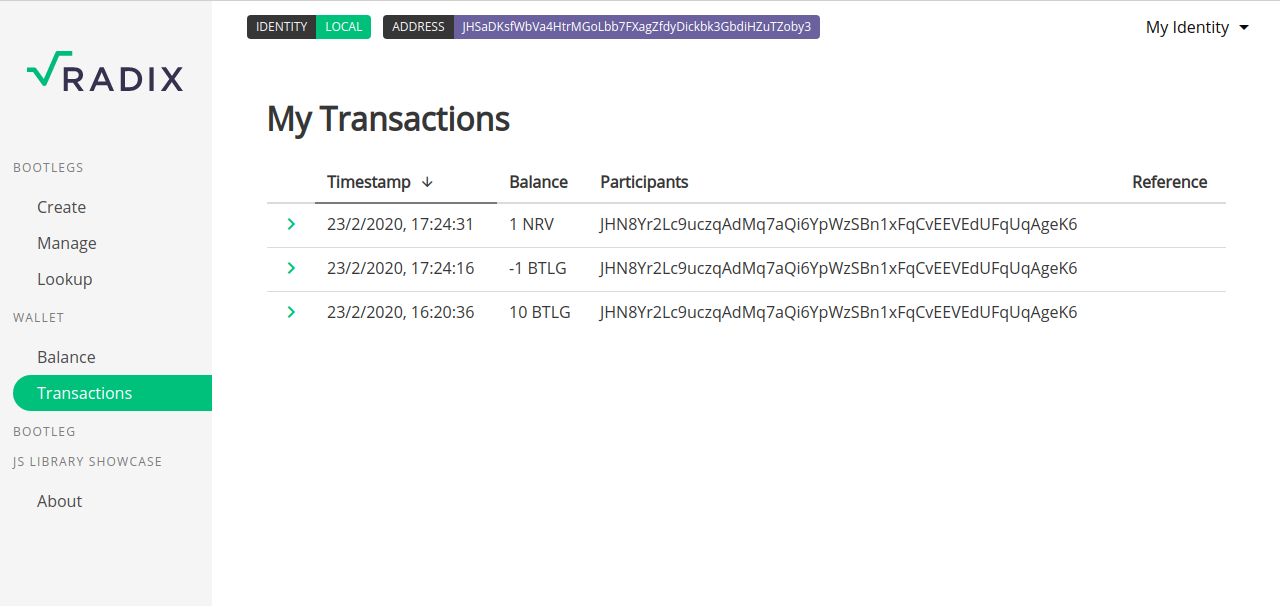 IDENTITY LOCAL ADDRESS JHSaDKsfWbVa4HtrMGoLbb7FXagZfdyDickbk3GbdiHZuTZoby3 My Identity
RADIX
My Transactions
BOOTLEGS
Create
Manage
Lookup
WALLET
Balance
Transactions
BOOTLEG
JS LIBRARY SHOWCASE
About
Timestamp Balance Participants Reference
23/2/2020, 17:24:31 1 NRV JHN8Yr2Lc9uczqAdMq7aQi6YpWzSBn1xFqCvEEVEdUFqUqAgeK6
23/2/2020, 17:24:16 -1 BTLG JHN8Yr2Lc9uczqAdMq7aQi6YpWzSBn1xFqCvEEVEdUFqUqAgeK6
23/2/2020, 16:20:36 10 BTLG JHN8Yr2Lc9uczqAdMq7aQi6YpWzSBn1xFqCvEEVEdUFqUqAgeK6